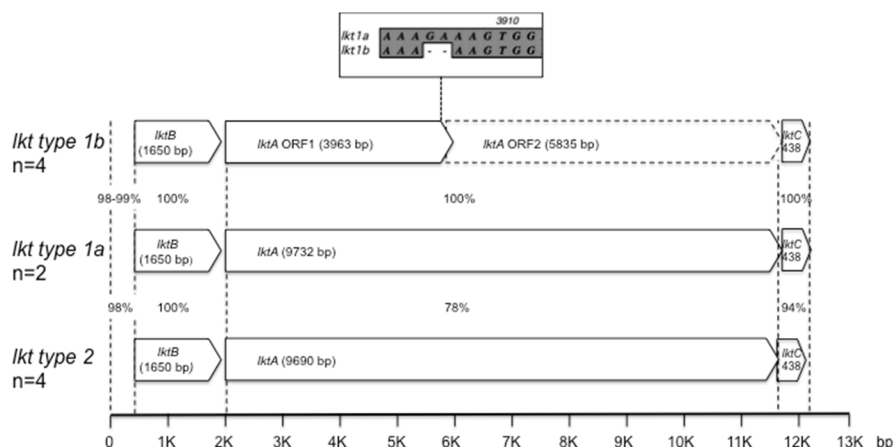 3910
lkt1a A A A G A A A G T G G
lkt1b A A A - - A A G T G G
lkt type 1b
n=4
lktB
(1650 bp)
lktA ORF1 (3963 bp)
lktA ORF2 (5835 bp)
lktC
438
98-99% 100% 100% 100%
lkt type 1a
n=2
lktB
(1650 bp)
lktA (9732 bp)
lktC
438
98% 100% 78% 94%
lkt type 2
n=4
lktB
(1650 bp)
lktA (9690 bp)
lktC
438
0 1K 2K 3K 4K 5K 6K 7K 8K 9K 10K 11K 12K 13K bp